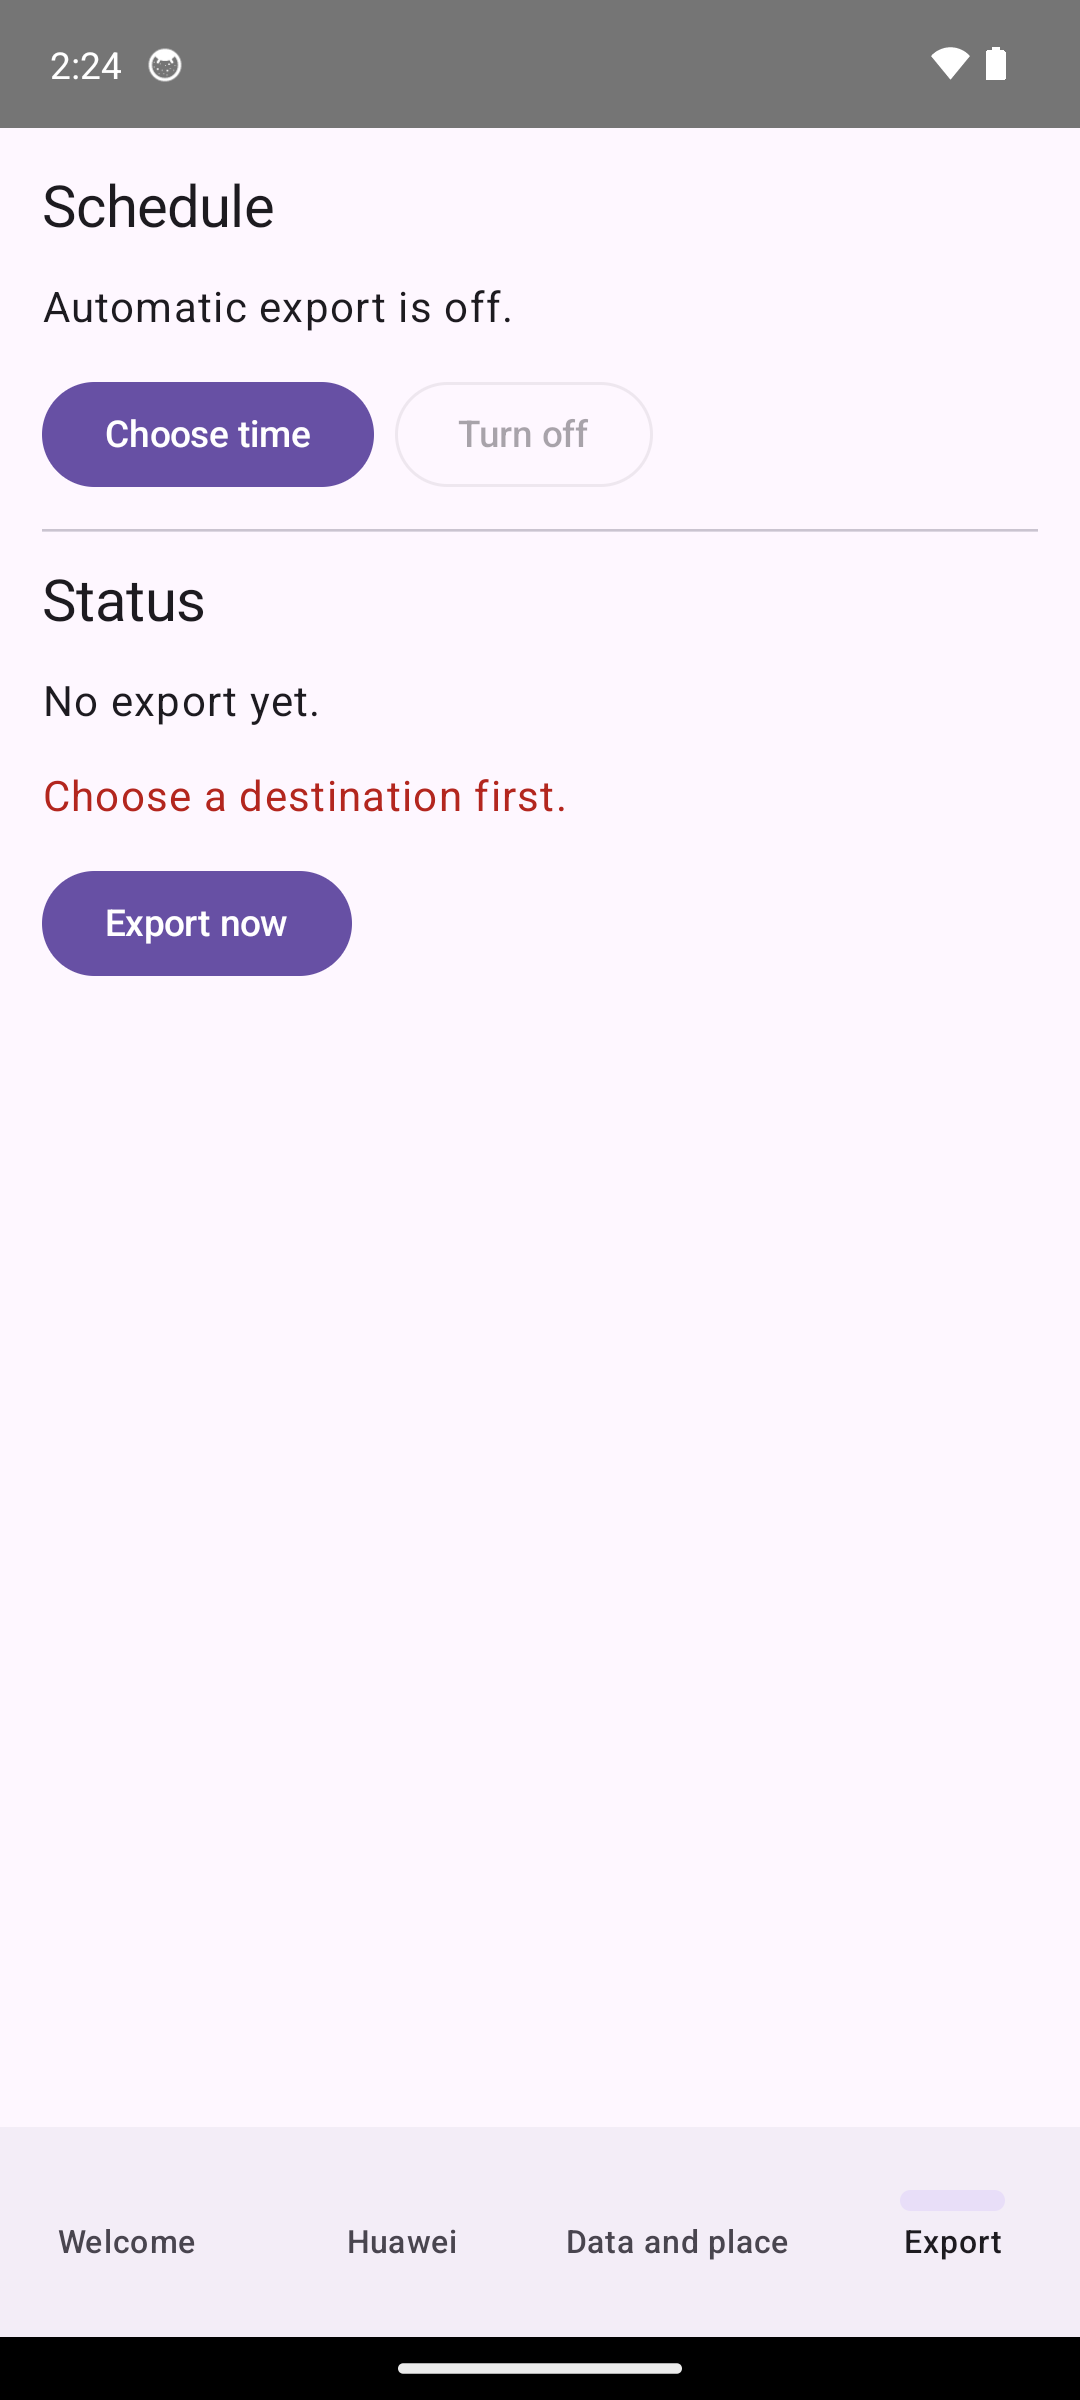 2:24
Schedule
Automatic export is off.
Choose time
Turn off
Status
No export yet.
Choose a destination first.
Export now
Welcome
Huawei
Data and place
Export